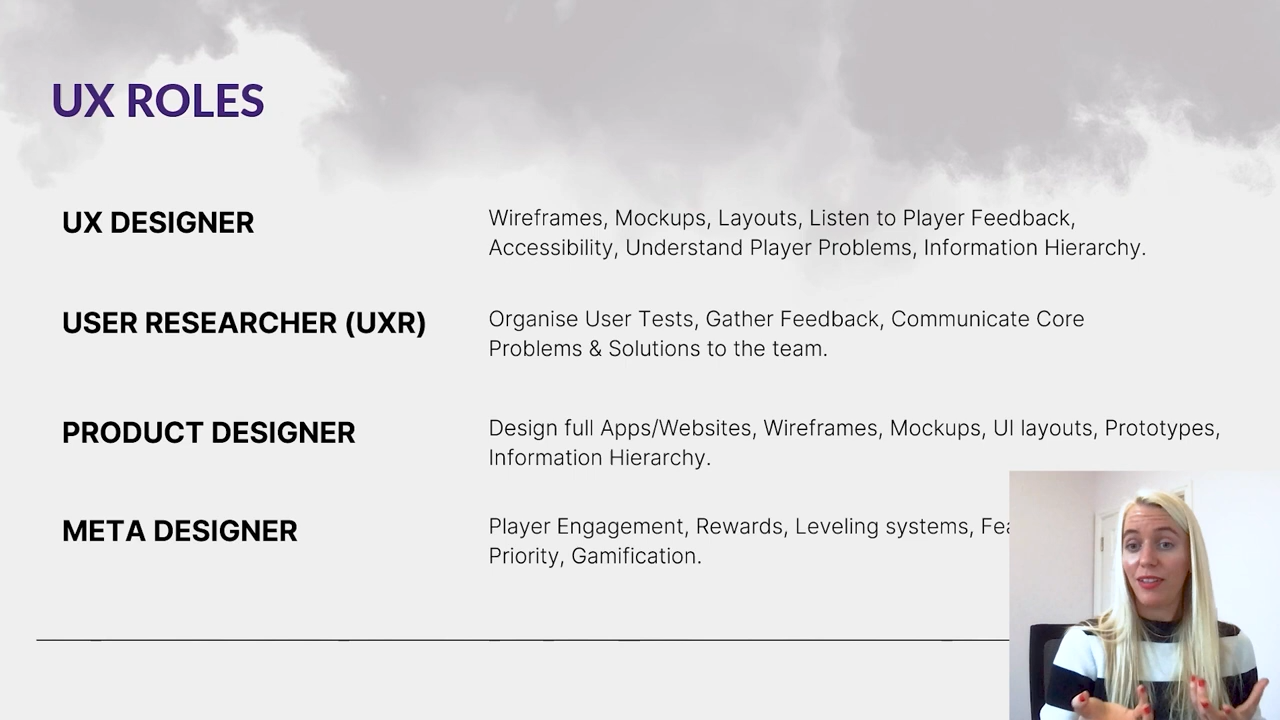 UX ROLES
UX DESIGNER
Wireframes, Mockups, Layouts, Listen to Player Feedback,
Accessibility, Understand Player Problems, Information Hierarchy.
USER RESEARCHER (UXR)
Organise User Tests, Gather Feedback, Communicate Core
Problems & Solutions to the team.
PRODUCT DESIGNER
Design full Apps/Websites, Wireframes, Mockups, UI layouts, Prototypes,
Information Hierarchy.
META DESIGNER
Player Engagement, Rewards, Leveling systems,
Priority, Gamification.